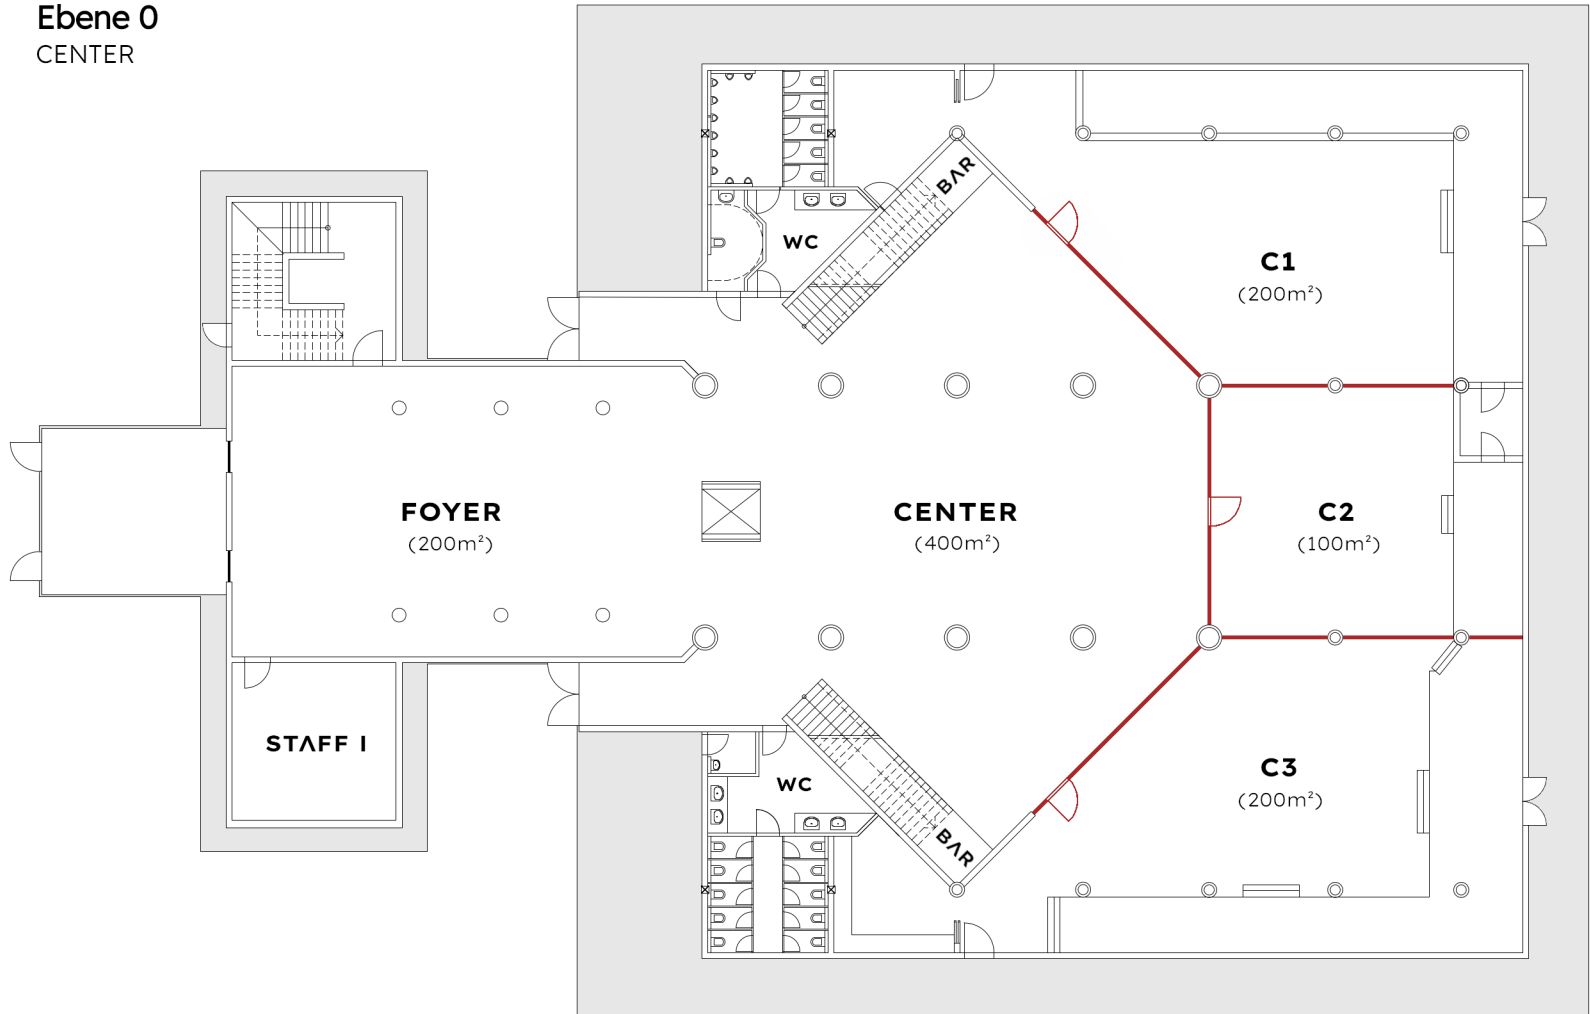 Ebene 0
CENTER
BAR
WC
C1
(200m²)
FOYER
(200m²)
CENTER
(400m²)
C2
(100m²)
STAFF I
WC
C3
(200m²)
BAR